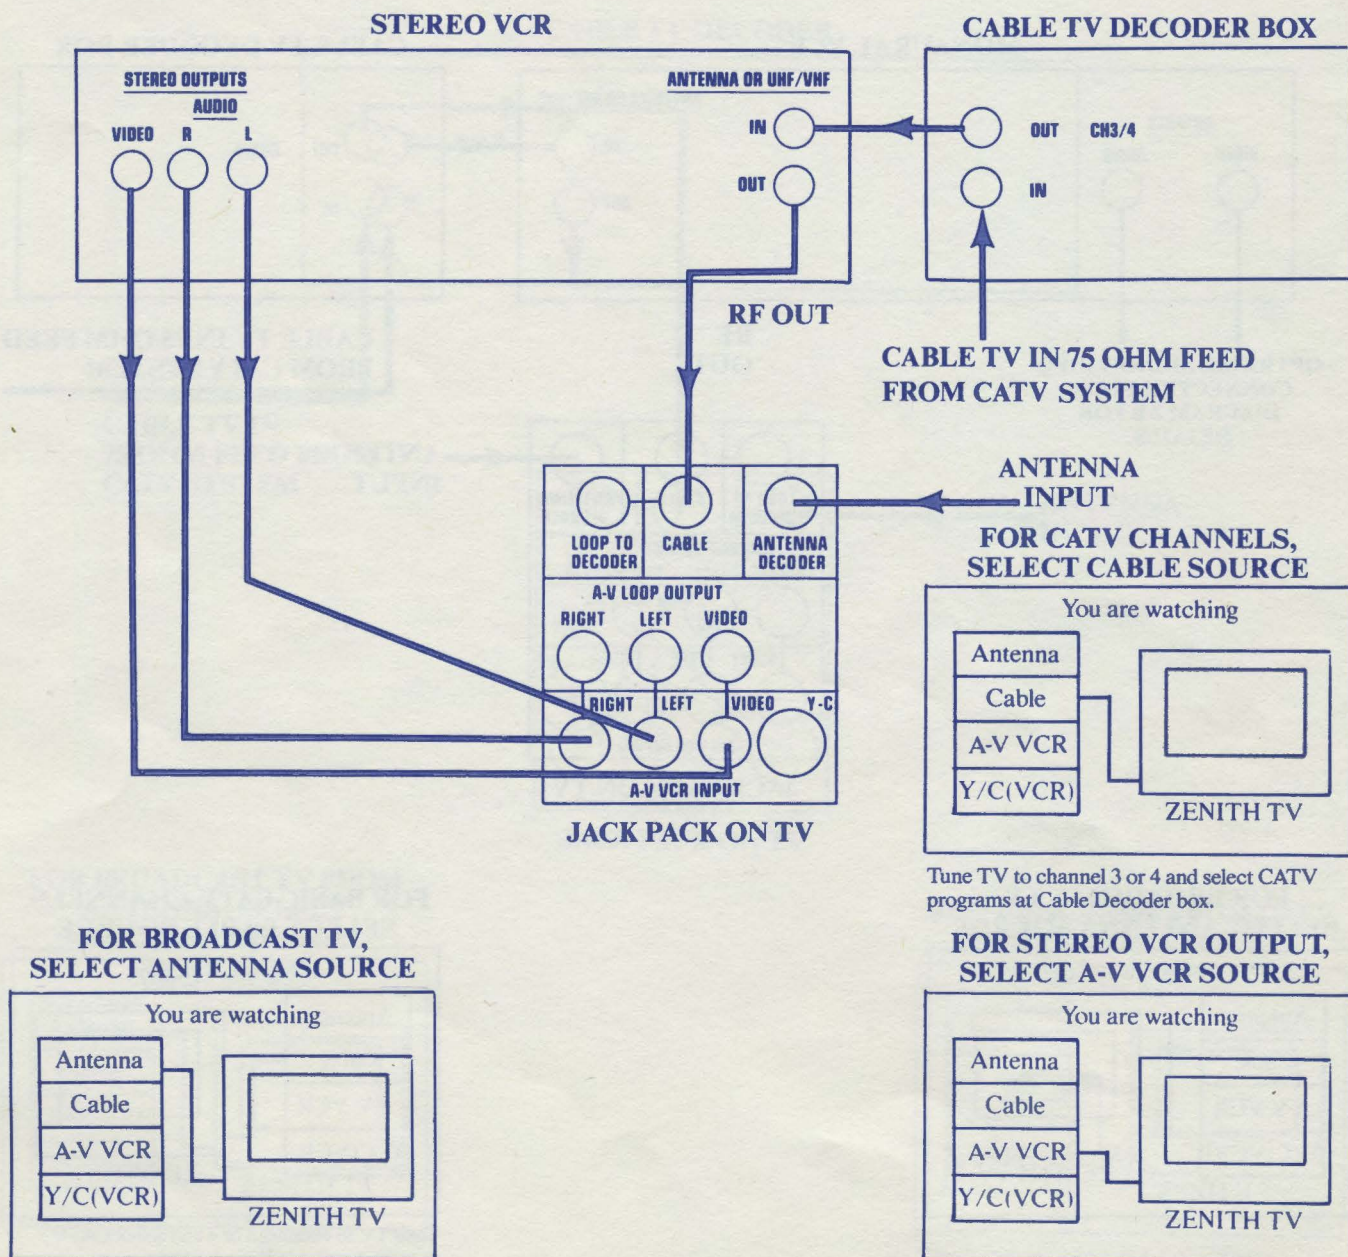 STEREO VCR
CABLE TV DECODER BOX
STEREO OUTPUTS
AUDIO
VIDEO R L
ANTENNA OR UHF/VHF
IN
OUT
OUT CH3/4
IN
RF OUT
CABLE TV IN 75 OHM FEED
FROM CATV SYSTEM
ANTENNA
INPUT
LOOP TO
DECODER
CABLE
ANTENNA
DECODER
A-V LOOP OUTPUT
RIGHT LEFT VIDEO
RIGHT LEFT VIDEO Y-C
A-V VCR INPUT
JACK PACK ON TV
FOR CATV CHANNELS,
SELECT CABLE SOURCE
You are watching
Antenna
Cable
A-V VCR
Y/C(VCR)
ZENITH TV
Tune TV to channel 3 or 4 and select CATV
programs at Cable Decoder box.
FOR BROADCAST TV,
SELECT ANTENNA SOURCE
You are watching
Antenna
Cable
A-V VCR
Y/C(VCR)
ZENITH TV
FOR STEREO VCR OUTPUT,
SELECT A-V VCR SOURCE
You are watching
Antenna
Cable
A-V VCR
Y/C(VCR)
ZENITH TV